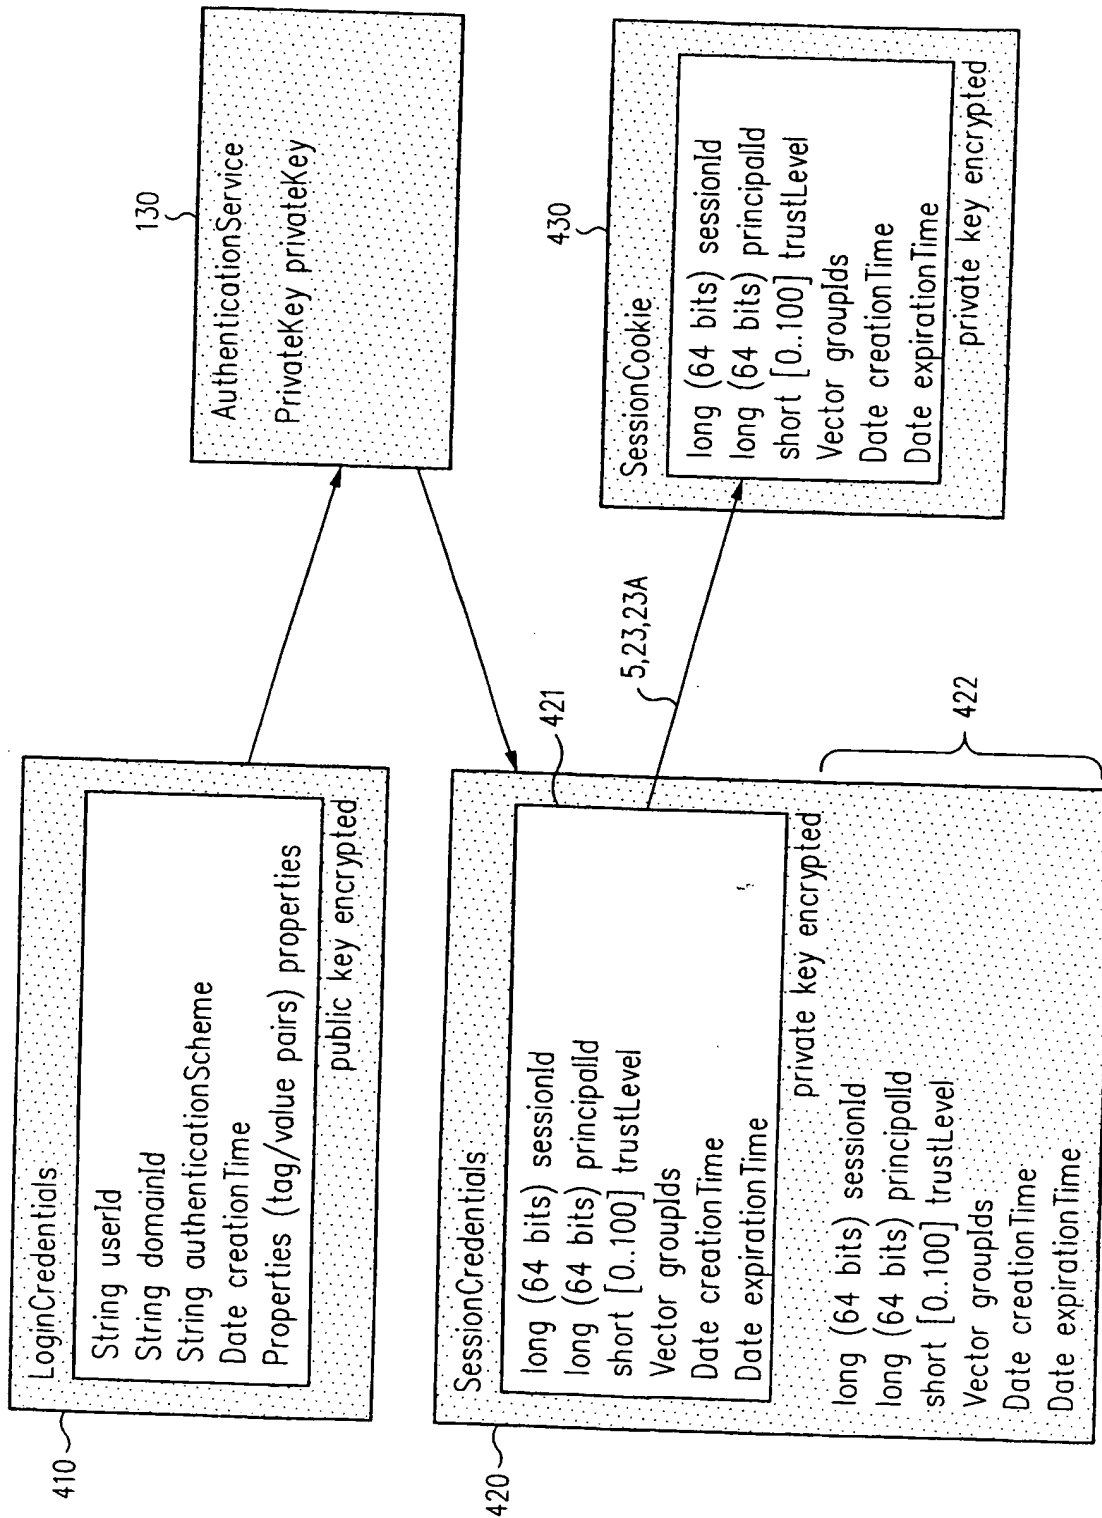 410
LoginCredentials
String userId
String domainId
String authenticationScheme
Date creationTime
Properties (tag/value pairs) properties
public key encrypted
130
AuthenticationService
PrivateKey privateKey
420
SessionCredentials
421
long (64 bits) sessionId
long (64 bits) principalId
short [0..100] trustLevel
Vector groupIds
Date creationTime
Date expirationTime
private key encrypted
long (64 bits) sessionId
long (64 bits) principalId
short [0..100] trustLevel
Vector groupIds
Date creationTime
Date expirationTime
422
5,23,23A
430
SessionCookie
long (64 bits) sessionId
long (64 bits) principalId
short [0..100] trustLevel
Vector groupIds
Date creationTime
Date expirationTime
private key encrypted